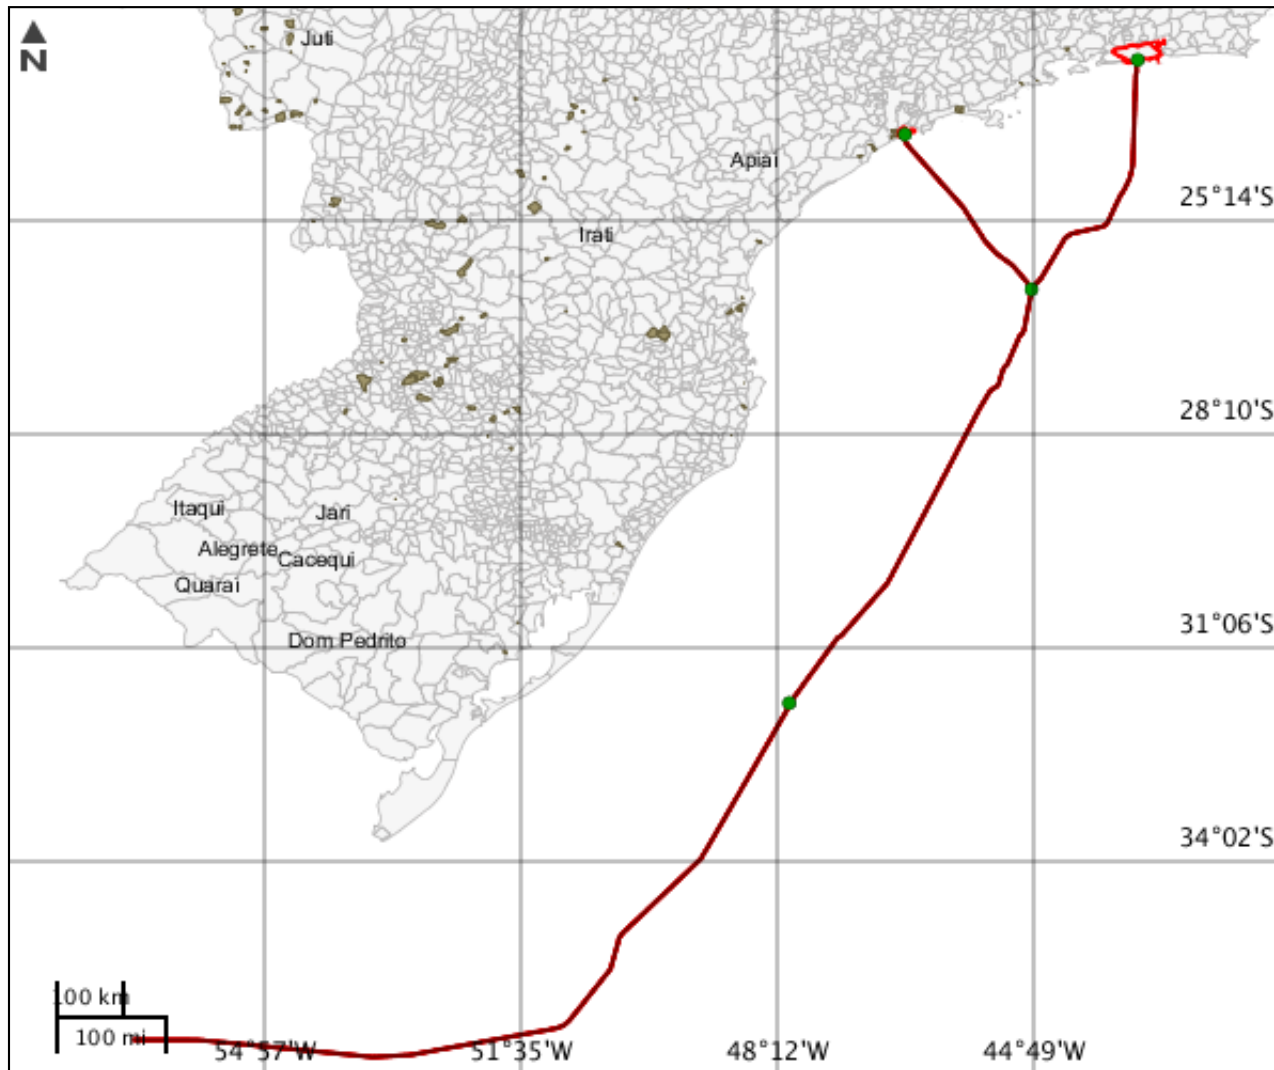 N
Juti
Apiaí
25°14'S
Irati
28°10'S
Itaqui
Jari
Alegrete
Cacequi
Quaraí
31°06'S
Dom Pedrito
34°02'S
100 km
100 mi
54°57'W
51°35'W
48°12'W
44°49'W